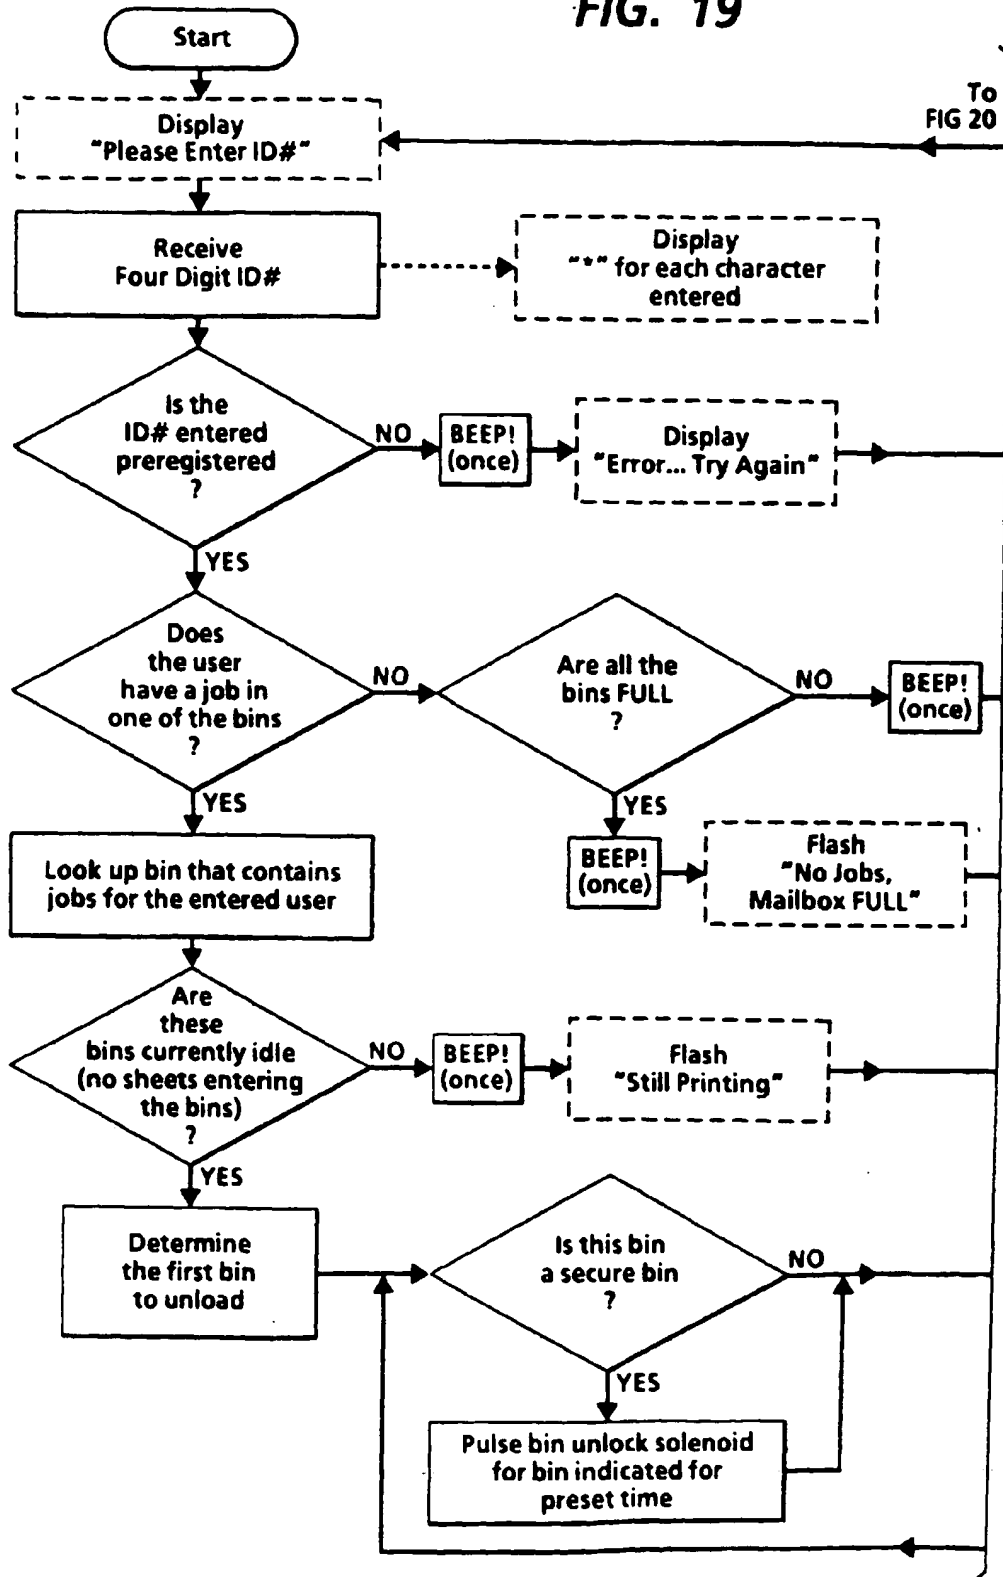 FIG. 19
Start
To
FIG 20
Display
"Please Enter ID#"
Receive
Four Digit ID#
Display
"*" for each character
entered
Is the
ID# entered
preregistered
?
NO
BEEP!
(once)
Display
"Error... Try Again"
YES
Does
the user
have a job in
one of the bins
?
NO
Are all the
bins FULL
?
NO
BEEP!
(once)
YES
YES
BEEP!
(once)
Flash
"No Jobs,
Mailbox FULL"
Look up bin that contains
jobs for the entered user
Are
these
bins currently idle
(no sheets entering
the bins)
?
NO
BEEP!
(once)
Flash
"Still Printing"
YES
Determine
the first bin
to unload
Is this bin
a secure bin
?
NO
YES
Pulse bin unlock solenoid
for bin indicated for
preset time